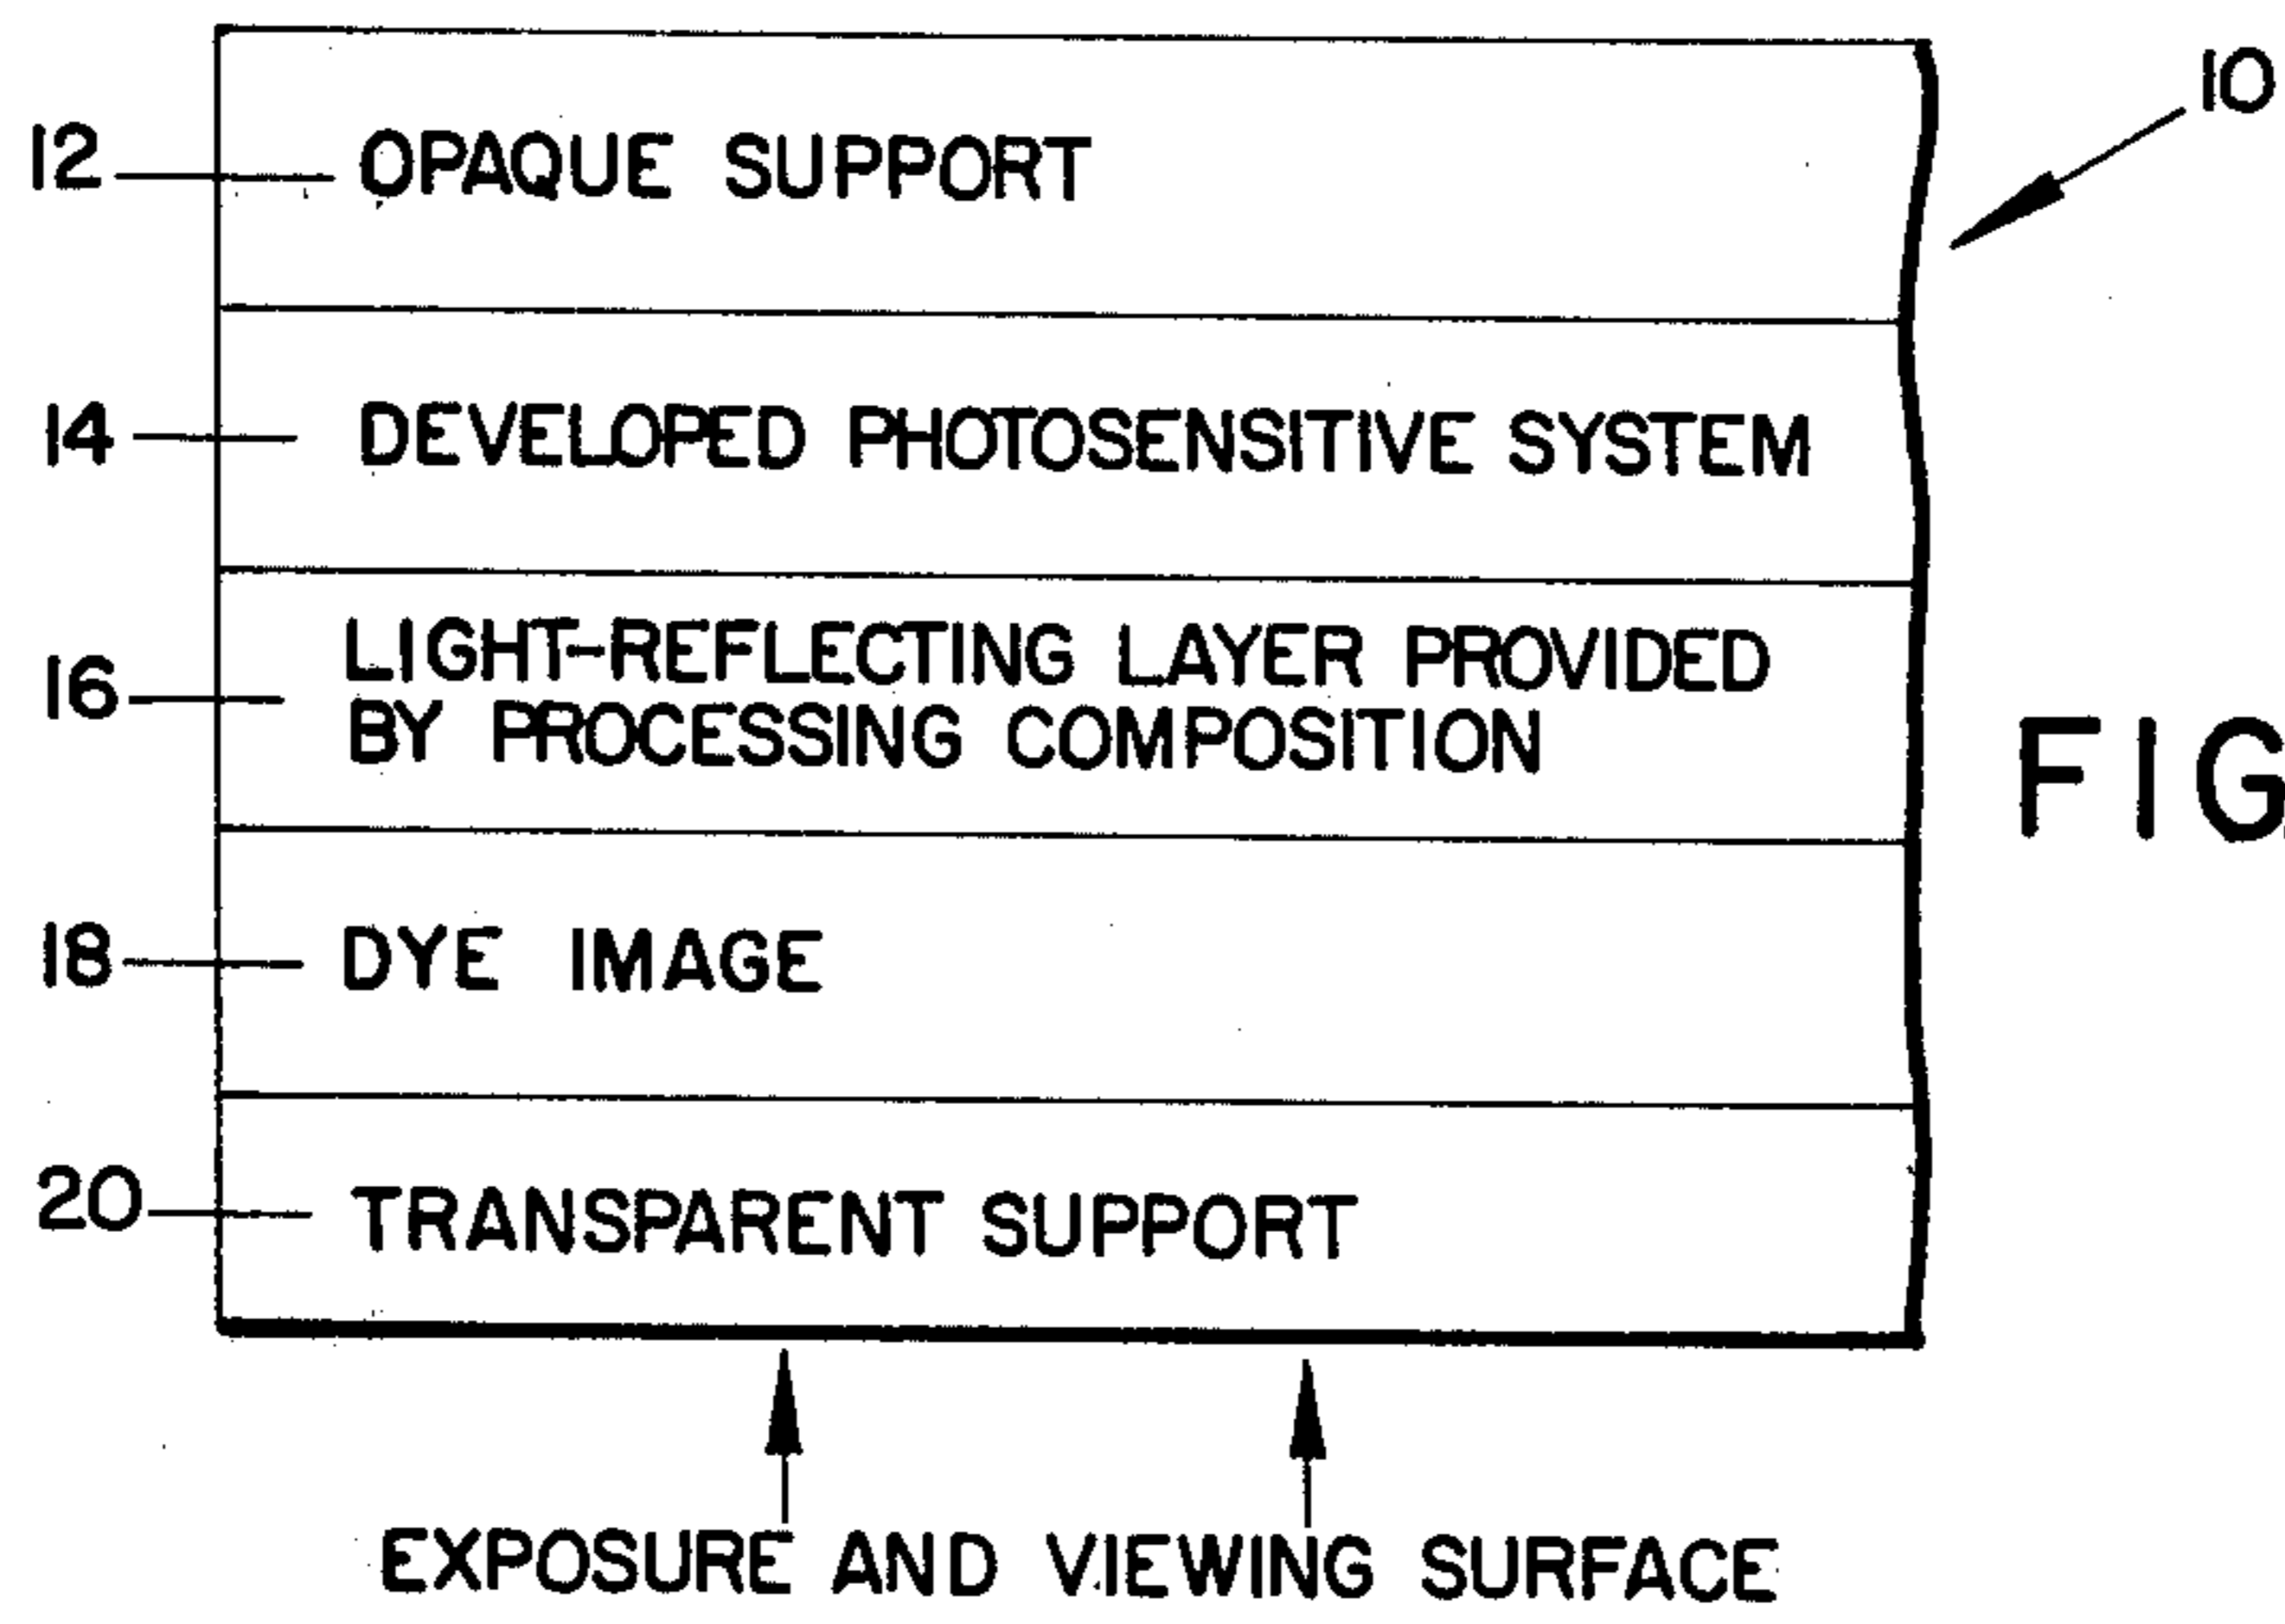 10
12 OPAQUE SUPPORT
14 DEVELOPED PHOTOSENSITIVE SYSTEM
16 LIGHT-REFLECTING LAYER PROVIDED
BY PROCESSING COMPOSITION
FIG
18 DYE IMAGE
20 TRANSPARENT SUPPORT
EXPOSURE AND VIEWING SURFACE